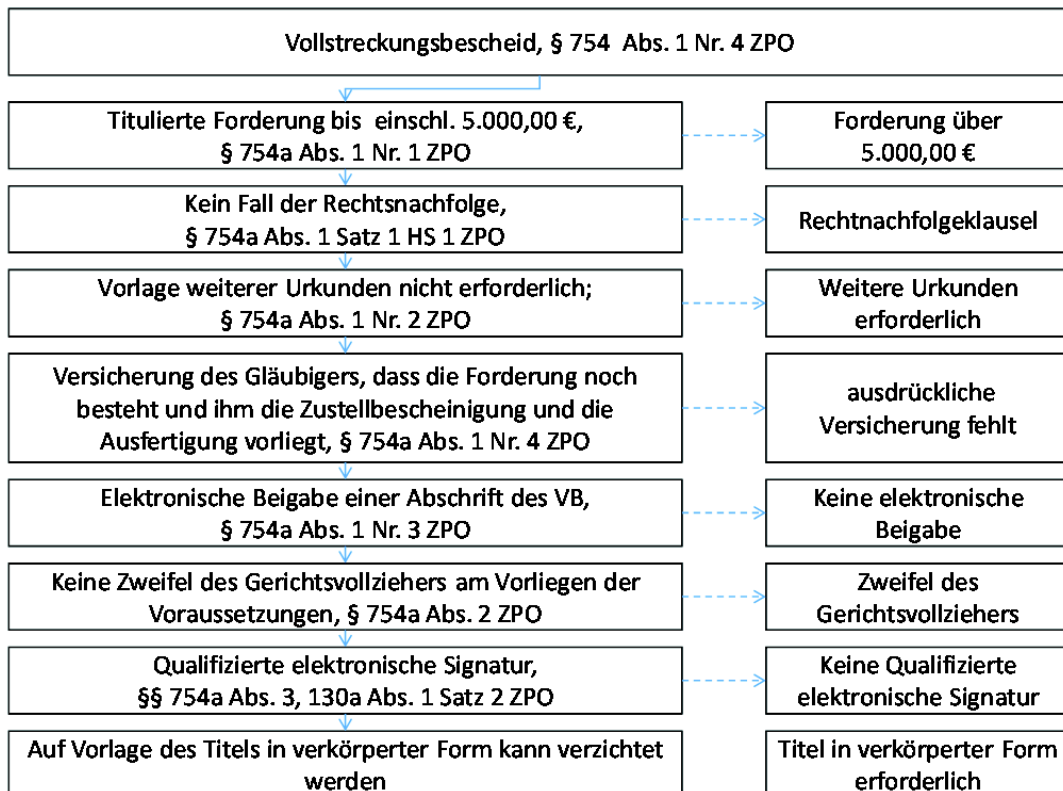 Vollstreckungsbescheid, § 754 Abs. 1 Nr. 4 ZPO
Titulierte Forderung bis einschl. 5.000,00 €,
§ 754a Abs. 1 Nr. 1 ZPO
Forderung über
5.000,00 €
Kein Fall der Rechtsnachfolge,
§ 754a Abs. 1 Satz 1 HS 1 ZPO
Rechtnachfolgeklausel
Vorlage weiterer Urkunden nicht erforderlich;
§ 754a Abs. 1 Nr. 2 ZPO
Weitere Urkunden
erforderlich
Versicherung des Gläubigers, dass die Forderung noch
besteht und ihm die Zustellbescheinigung und die
Ausfertigung vorliegt, § 754a Abs. 1 Nr. 4 ZPO
ausdrückliche
Versicherung fehlt
Elektronische Beigabe einer Abschrift des VB,
§ 754a Abs. 1 Nr. 3 ZPO
Keine elektronische
Beigabe
Keine Zweifel des Gerichtsvollziehers am Vorliegen der
Voraussetzungen, § 754a Abs. 2 ZPO
Zweifel des
Gerichtsvollziehers
Qualifizierte elektronische Signatur,
§§ 754a Abs. 3, 130a Abs. 1 Satz 2 ZPO
Keine Qualifizierte
elektronische Signatur
Auf Vorlage des Titels in verkörperter Form kann verzichtet
werden
Titel in verkörperter Form
erforderlich